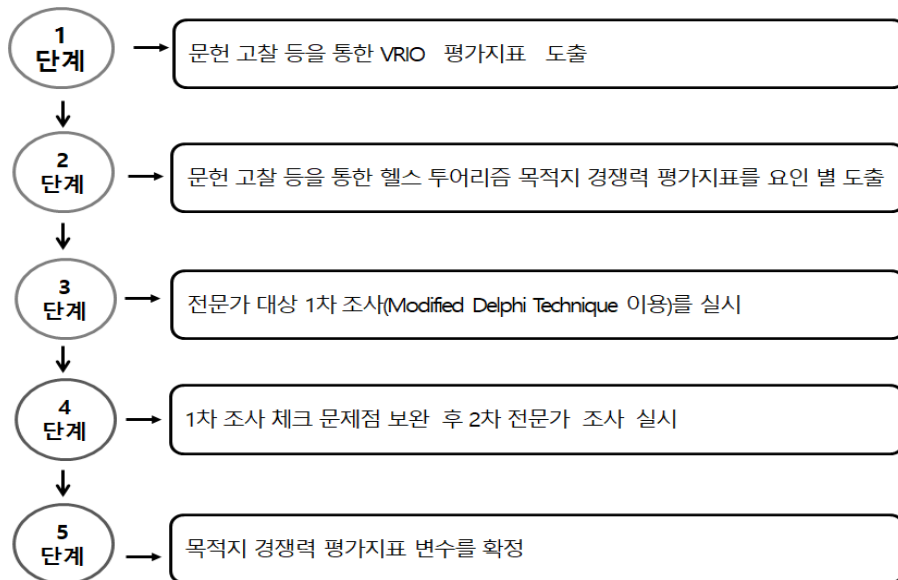 1
단계
문헌 고찰 등을 통한 VRIO 평가지표 도출
2
단계
문헌 고찰 등을 통한 헬스 투어리즘 목적지 경쟁력 평가지표를 요인 별 도출
3
단계
전문가 대상 1차 조사(Modified Delphi Technique 이용)를 실시
4
단계
1차 조사 체크 문제점 보완 후 2차 전문가 조사 실시
5
단계
목적지 경쟁력 평가지표 변수를 확정